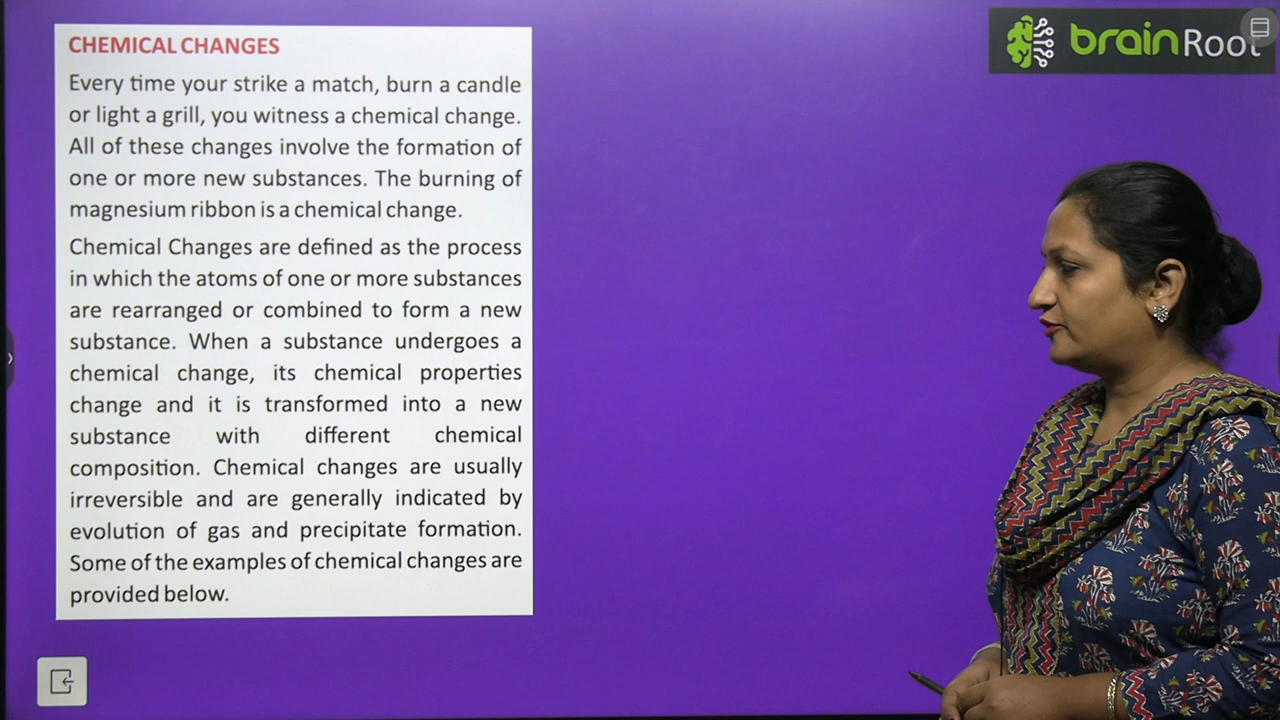 CHEMICAL CHANGES
Every time your strike a match, burn a candle
or light a grill, you witness a chemical change.
All of these changes involve the formation of
one or more new substances. The burning of
magnesium ribbon is a chemical change.
Chemical Changes are defined as the process
in which the atoms of one or more substances
are rearranged or combined to form a new
substance. When a substance undergoes a
chemical change, its chemical properties
change and it is transformed into a new
substance with different chemical
composition. Chemical changes are usually
irreversible and are generally indicated by
evolution of gas and precipitate formation.
Some of the examples of chemical changes are
provided below.
brainRoot